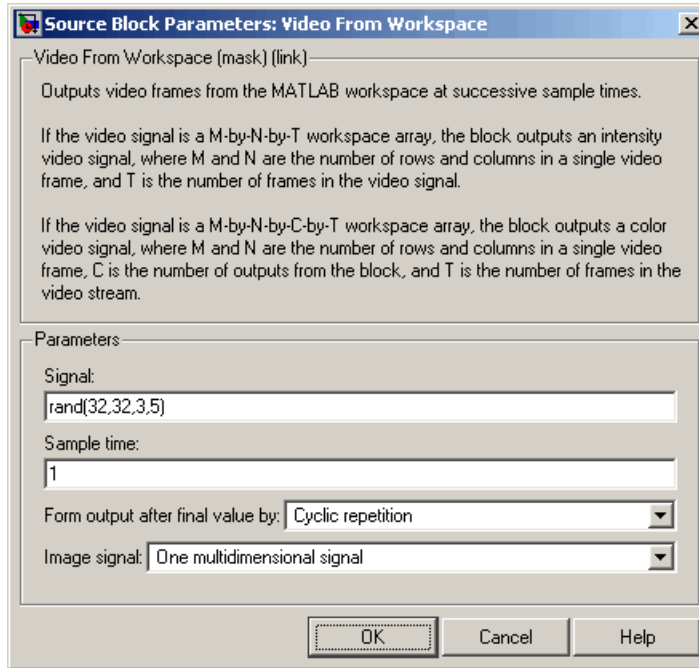 Source Block Parameters: Video From Workspace
Video From Workspace (mask) (link)
Outputs video frames from the MATLAB workspace at successive sample times.
If the video signal is a M-by-N-by-T workspace array, the block outputs an intensity
video signal, where M and N are the number of rows and columns in a single video
frame, and T is the number of frames in the video signal.
If the video signal is a M-by-N-by-C-by-T workspace array, the block outputs a color
video signal, where M and N are the number of rows and columns in a single video
frame, C is the number of outputs from the block, and T is the number of frames in the
video stream.
Parameters
Signal:
rand(32,32,3,5)
Sample time:
1
Form output after final value by: Cyclic repetition
Image signal: One multidimensional signal
OK Cancel Help